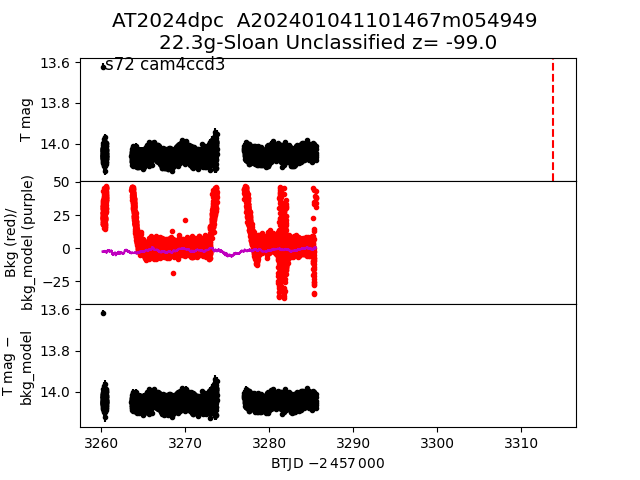 AT2024dpc  A202401041101467m054949
22.3g-Sloan Unclassified z= -99.0
s72 cam4ccd3
T mag
13.6
13.8
14.0
Bkg (red)/
bkg_model (purple)
50
25
0
−25
T mag −
bkg_model
13.6
13.8
14.0
3260 3270 3280 3290 3300 3310
BTJD −2 457 000